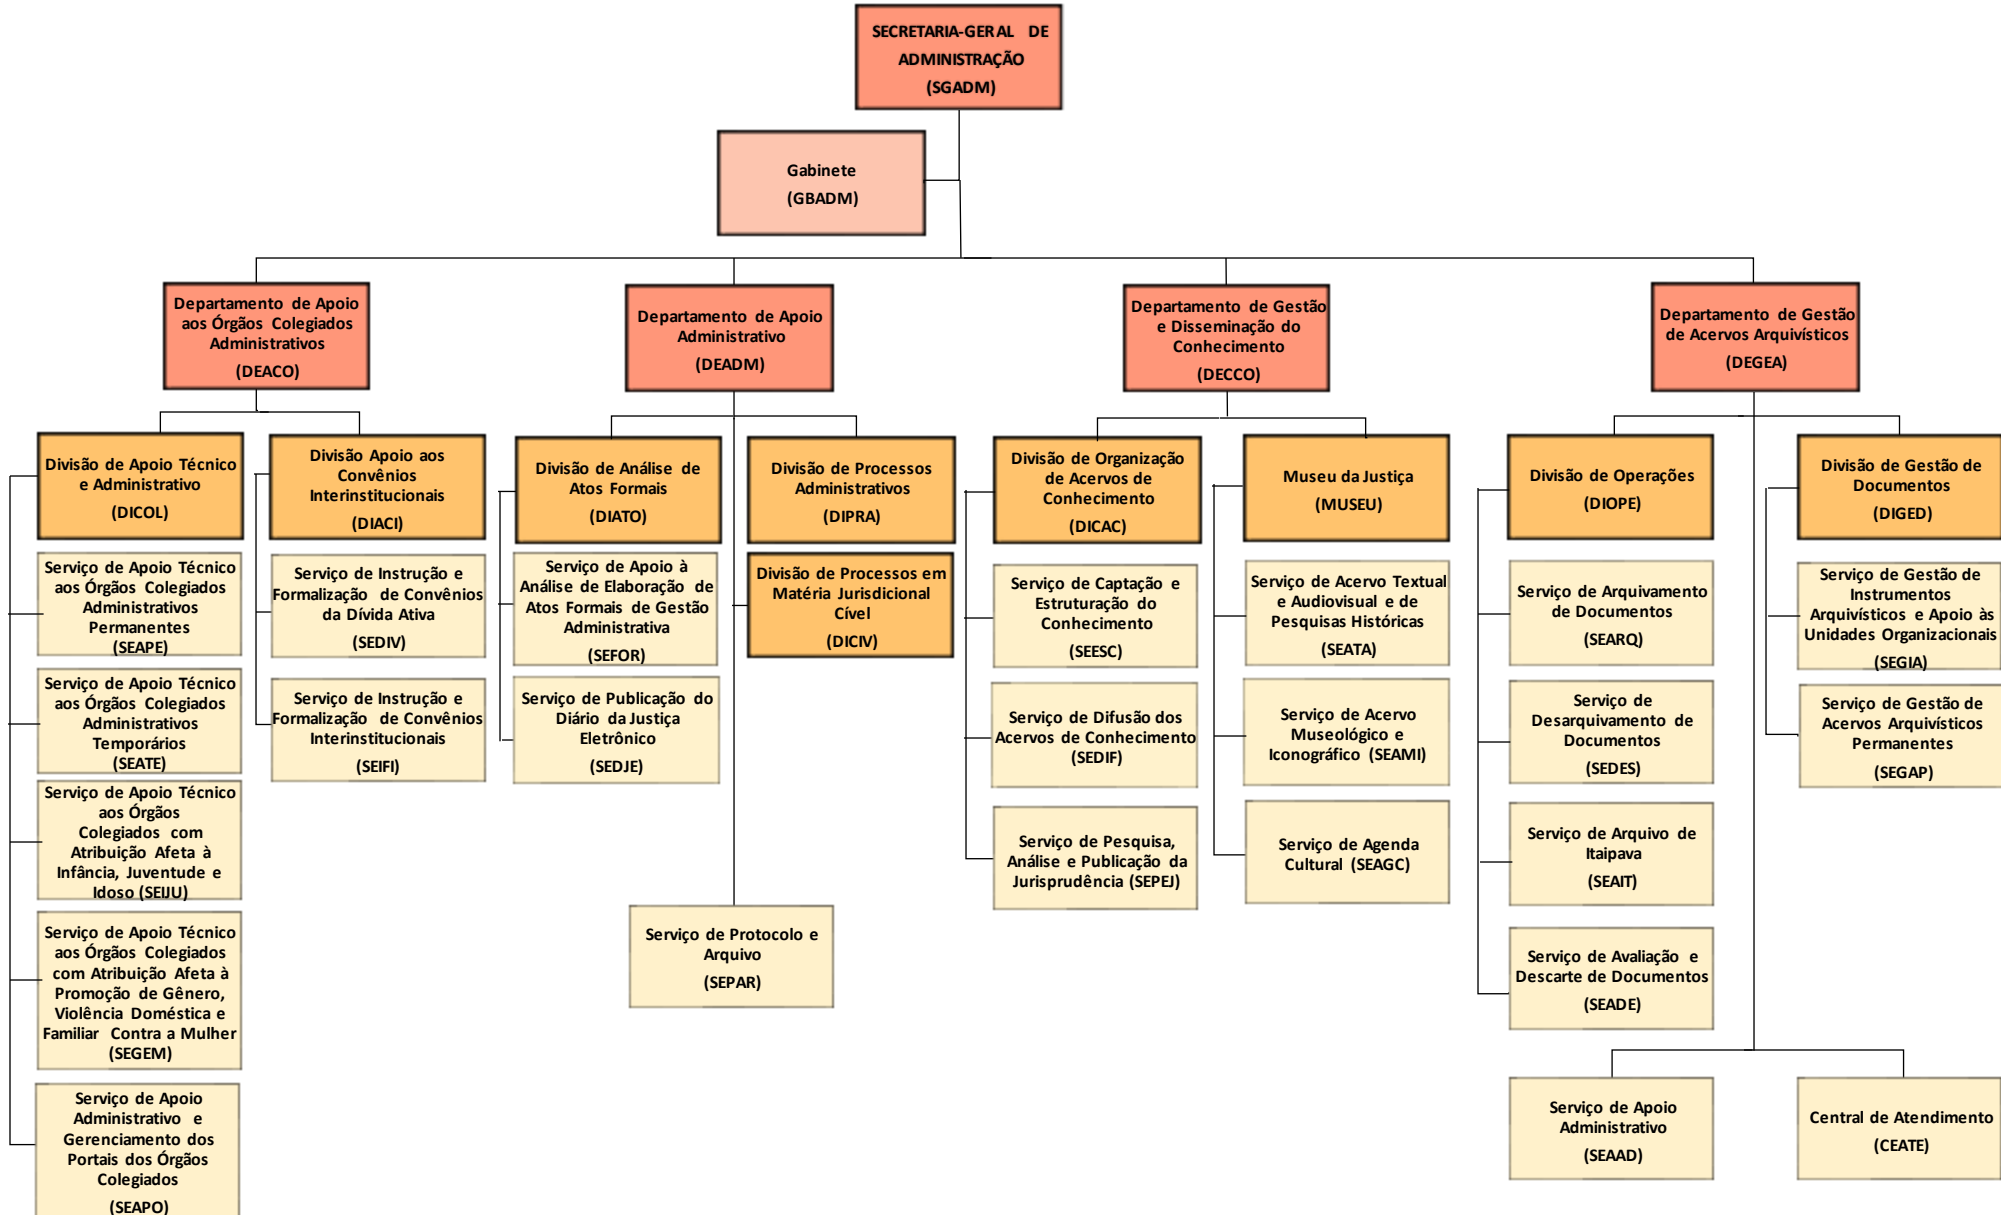 SECRETARIA-GERAL DE
ADMINISTRAÇÃO
(SGADM)
Gabinete
(GBADM)
Departamento de Apoio
aos Órgãos Colegiados
Administrativos
(DEACO)
Departamento de Apoio
Administrativo
(DEADM)
Departamento de Gestão
e Disseminação do
Conhecimento
(DECCO)
Departamento de Gestão
de Acervos Arquivísticos
(DEGEA)
Divisão de Apoio Técnico
e Administrativo
(DICOL)
Divisão Apoio aos
Convênios
Interinstitucionais
(DIACI)
Divisão de Análise de
Atos Formais
(DIATO)
Divisão de Processos
Administrativos
(DIPRA)
Divisão de Organização
de Acervos de
Conhecimento
(DICAC)
Museu da Justiça
(MUSEU)
Divisão de Operações
(DIOPE)
Divisão de Gestão de
Documentos
(DIGED)
Serviço de Apoio Técnico
aos Órgãos Colegiados
Administrativos
Permanentes
(SEAPE)
Serviço de Instrução e
Formalização de Convênios
da Dívida Ativa
(SEDIV)
Serviço de Apoio à
Análise de Elaboração de
Atos Formais de Gestão
Administrativa
(SEFOR)
Divisão de Processos em
Matéria Jurisdicional
Cível
(DICIV)
Serviço de Captação e
Estruturação do
Conhecimento
(SEESC)
Serviço de Acervo Textual
e Audiovisual e de
Pesquisas Históricas
(SEATA)
Serviço de Arquivamento
de Documentos
(SEARQ)
Serviço de Gestão de
Instrumentos
Arquivísticos e Apoio às
Unidades Organizacionais
(SEGIA)
Serviço de Apoio Técnico
aos Órgãos Colegiados
Administrativos
Temporários
(SEATE)
Serviço de Instrução e
Formalização de Convênios
Interinstitucionais
(SEIFI)
Serviço de Publicação do
Diário da Justiça
Eletrônico
(SEDJE)
Serviço de Difusão dos
Acervos de Conhecimento
(SEDIF)
Serviço de Acervo
Museológico e
Iconográfico (SEAMI)
Serviço de
Desarquivamento de
Documentos
(SEDES)
Serviço de Gestão de
Acervos Arquivísticos
Permanentes
(SEGAP)
Serviço de Apoio Técnico
aos Órgãos
Colegiados com
Atribuição Afeta à
Infância, Juventude e
Idoso (SEIJU)
Serviço de Pesquisa,
Análise e Publicação da
Jurisprudência (SEPEJ)
Serviço de Agenda
Cultural (SEAGC)
Serviço de Arquivo de
Itaipava
(SEAIT)
Serviço de Apoio Técnico
aos Órgãos Colegiados
com Atribuição Afeta à
Promoção de Gênero,
Violência Doméstica e
Familiar Contra a Mulher
(SEGEM)
Serviço de Protocolo e
Arquivo
(SEPAR)
Serviço de Avaliação e
Descarte de Documentos
(SEADE)
Serviço de Apoio
Administrativo e
Gerenciamento dos
Portais dos Órgãos
Colegiados
(SEAPO)
Serviço de Apoio
Administrativo
(SEAAD)
Central de Atendimento
(CEATE)